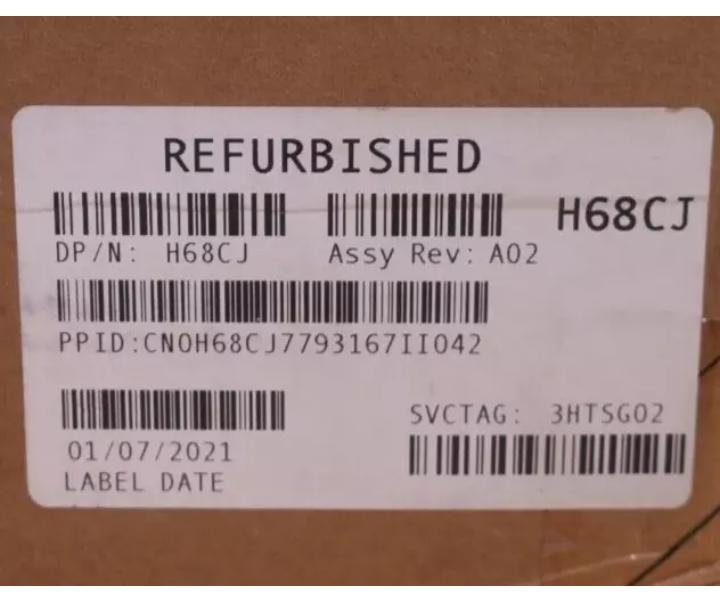 REFURBISHED
H68CJ
DP/N: H68CJ Assy Rev: A02
PPID:CN0H68CJ7793167II042
01/07/2021
LABEL DATE
SVCTAG: 3HTSG02